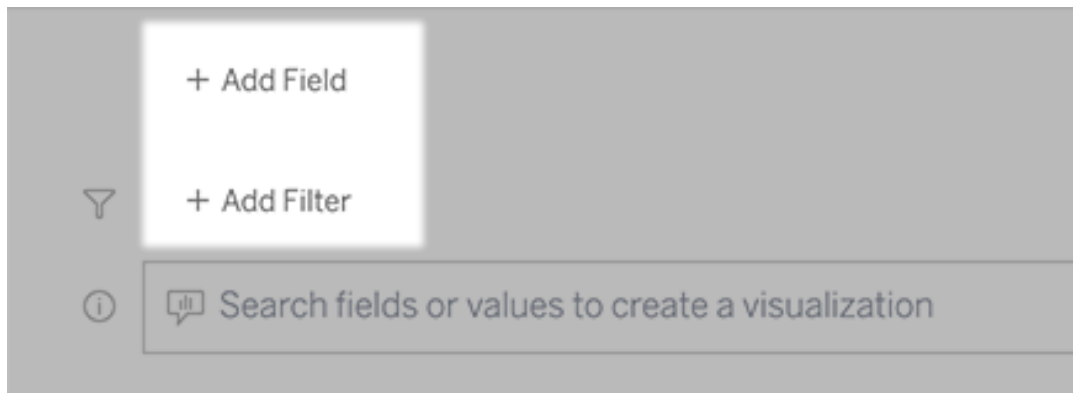 + Add Field
+ Add Filter
Search fields or values to create a visualization